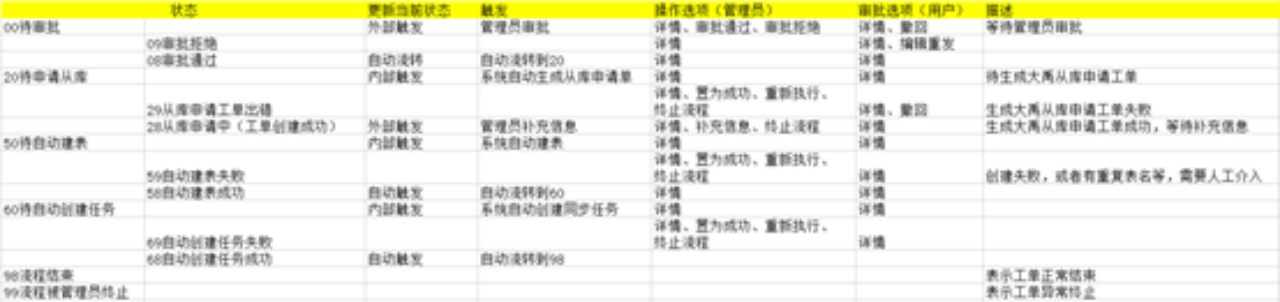 状态 更新当前状态 触发 操作选项（管理员） 审批选项（用户） 描述
00待审批 外部触发 管理员审批 详情、审批通过、审批拒绝 详情、撤回 等待管理员审批
09审批拒绝 详情 详情、编辑重发
08审批通过 自动流转 自动流转到20 详情 详情
20待申请从库 内部触发 系统自动生成从库申请单 详情 详情 待生成大禹从库申请工单
详情、置为成功、重新执行、
29从库申请工单出错 终止流程 详情、撤回 生成大禹从库申请工单失败
28从库申请中（工单创建成功） 外部触发 管理员补充信息 详情、补充信息、终止流程 详情 生成大禹从库申请工单成功，等待补充信息
50待自动建表 内部触发 系统自动建表 详情 详情
详情、置为成功、重新执行、
59自动建表失败 终止流程 详情 创建失败，或者有重复表名等，需要人工介入
58自动建表成功 自动触发 自动流转到60 详情 详情
60待自动创建任务 内部触发 系统自动创建同步任务 详情 详情
详情、置为成功、重新执行、
69自动创建任务失败 终止流程 详情
68自动创建任务成功 自动触发 自动流转到98
98流程结束 表示工单正常结束
99流程被管理员终止 表示工单异常终止